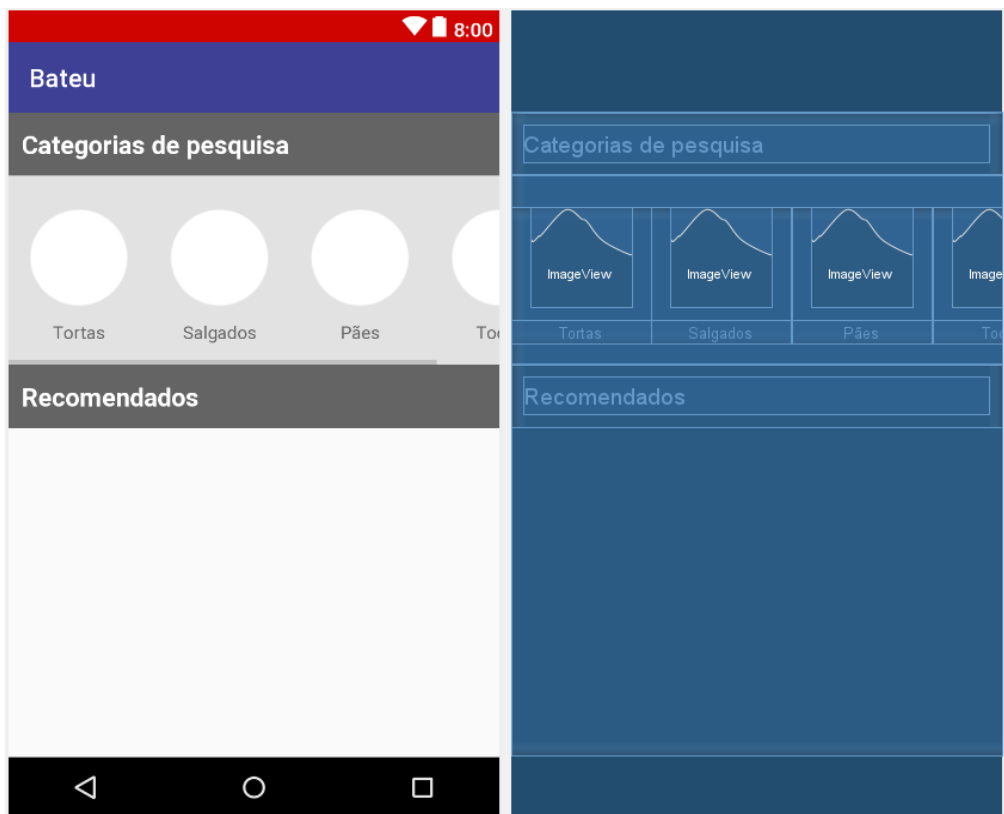 8:00
Bateu
Categorias de pesquisa
Tortas Salgados Pães
Recomendados
Categorias de pesquisa
ImageView ImageView ImageView
Tortas Salgados Pães
Recomendados